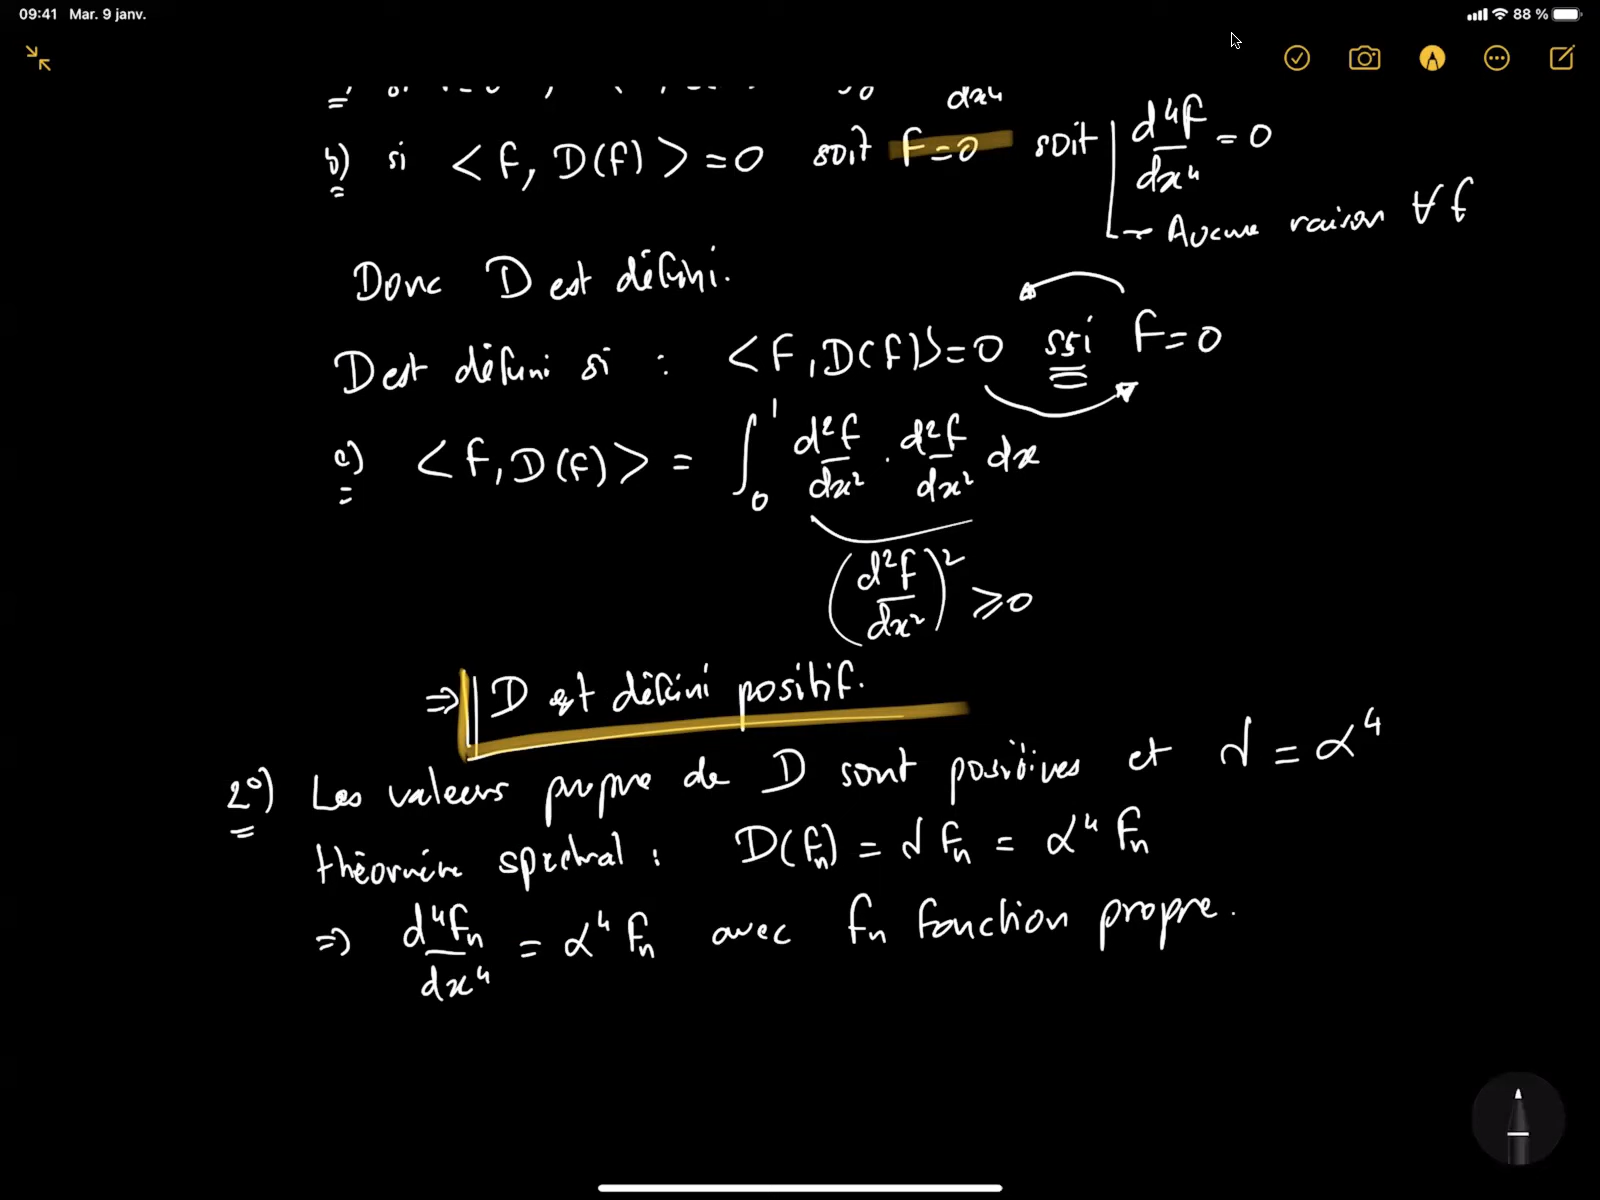 09:41 Mar. 9 janv. 88 %
dx4
b) si <f, D(f)> = 0 soit f=0 soit d⁴f/dx⁴ = 0
→ Aucune raison ∀f
Donc D est défini.
D est défini si : <f, D(f)> = 0 ssi f=0
c) <f, D(f)> = ∫₀¹ d²f/dx² . d²f/dx² dx
(d²f/dx²)² ≥ 0
⇒ D est défini positif.
2°) Les valeurs propre de D sont positives et λ = α⁴
théorème spectral : D(fn) = λ fn = α⁴ fn
⇒ d⁴fn/dx⁴ = α⁴ fn avec fn fonction propre.